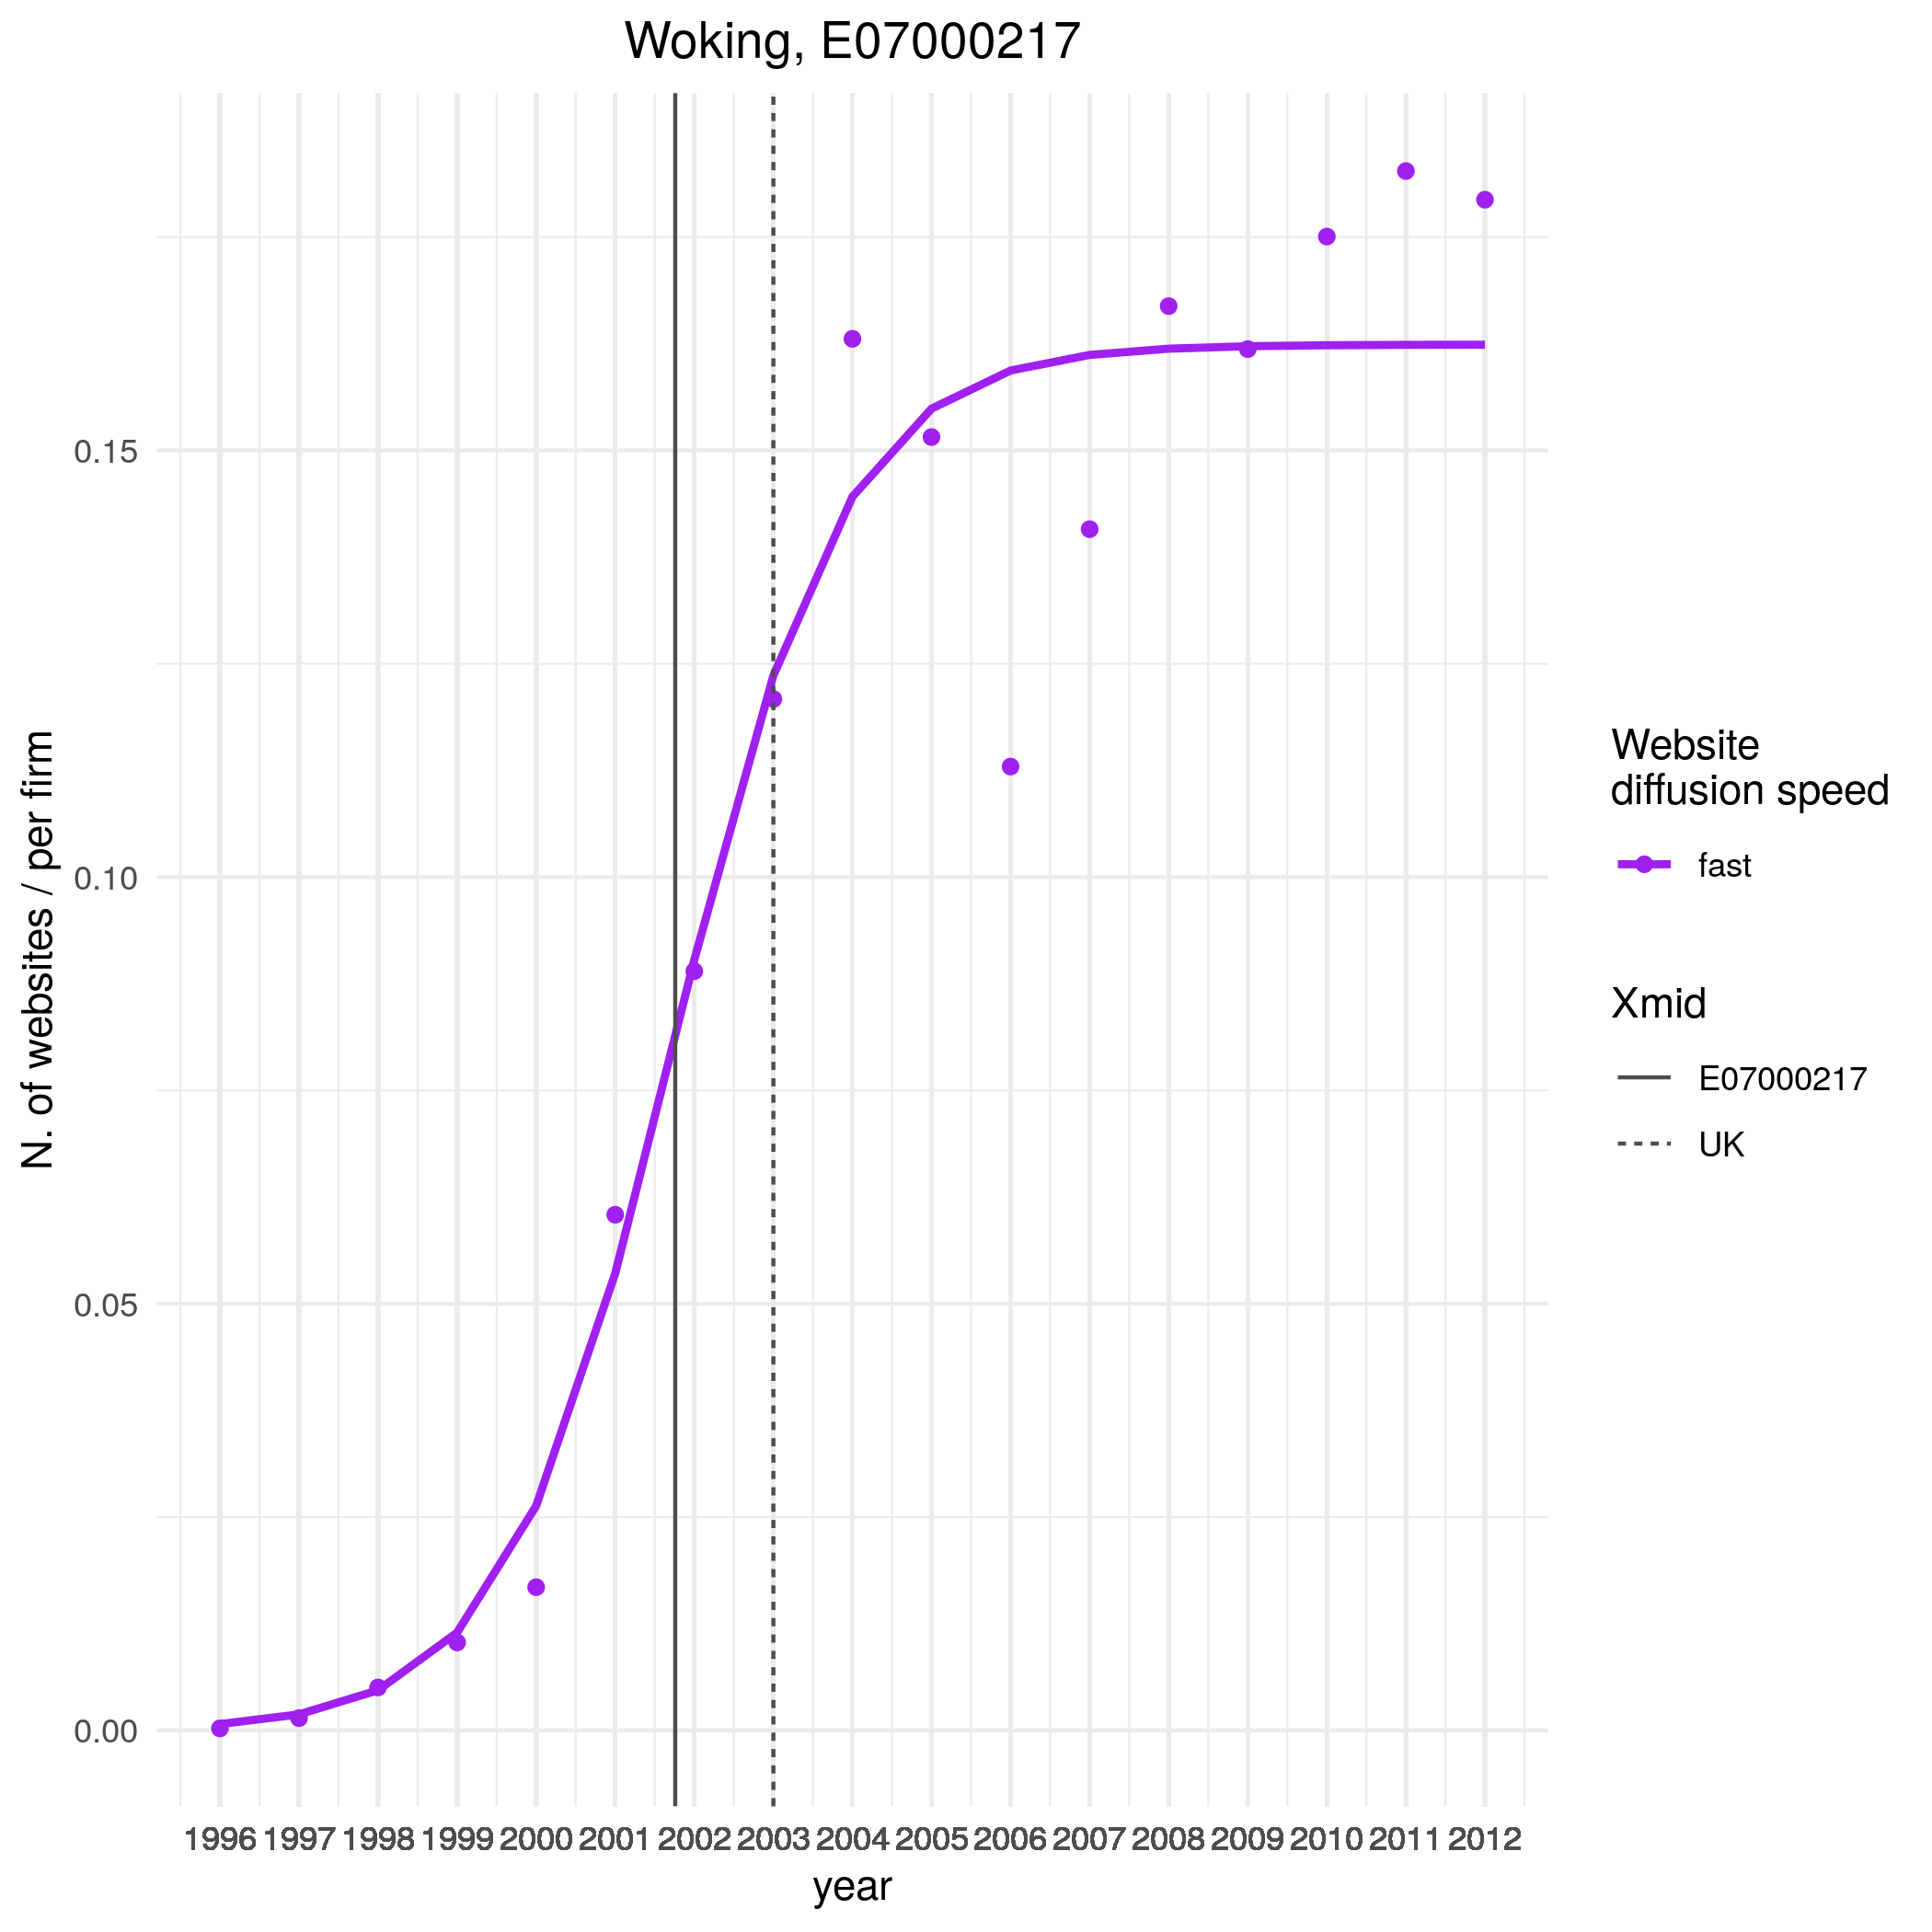 Woking, E07000217
N. of websites / per firm
0.15
0.10
0.05
0.00
1996 1997 1998 1999 2000 2001 2002 2003 2004 2005 2006 2007 2008 2009 2010 2011 2012
year
Website
diffusion speed
fast
Xmid
E07000217
UK